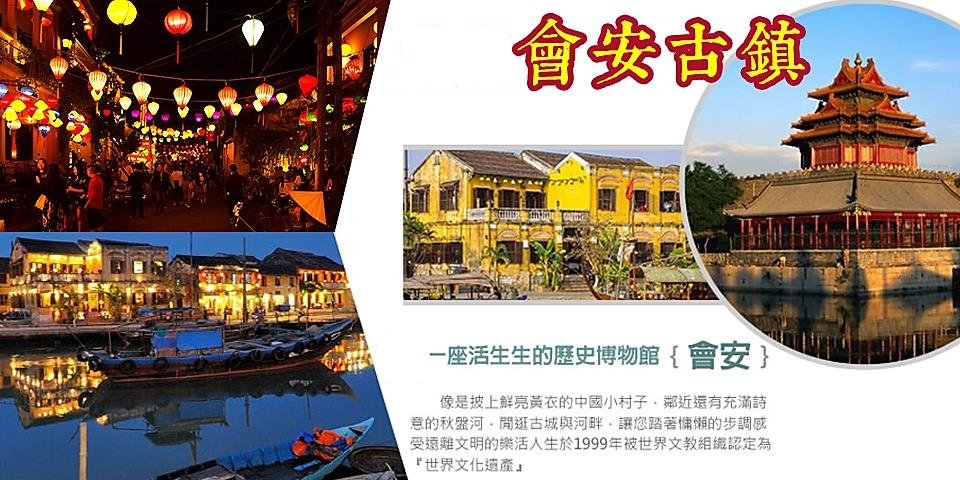 會安古鎮
一座活生生的歷史博物館 { 會安 }
像是披上鮮亮黃衣的中國小村子，鄰近還有充滿詩
意的秋盤河，閒逛古城與河畔，讓您踏著慵懶的步調感
受遠離文明的樂活人生於1999年被世界文教組織認定為
『世界文化遺產』